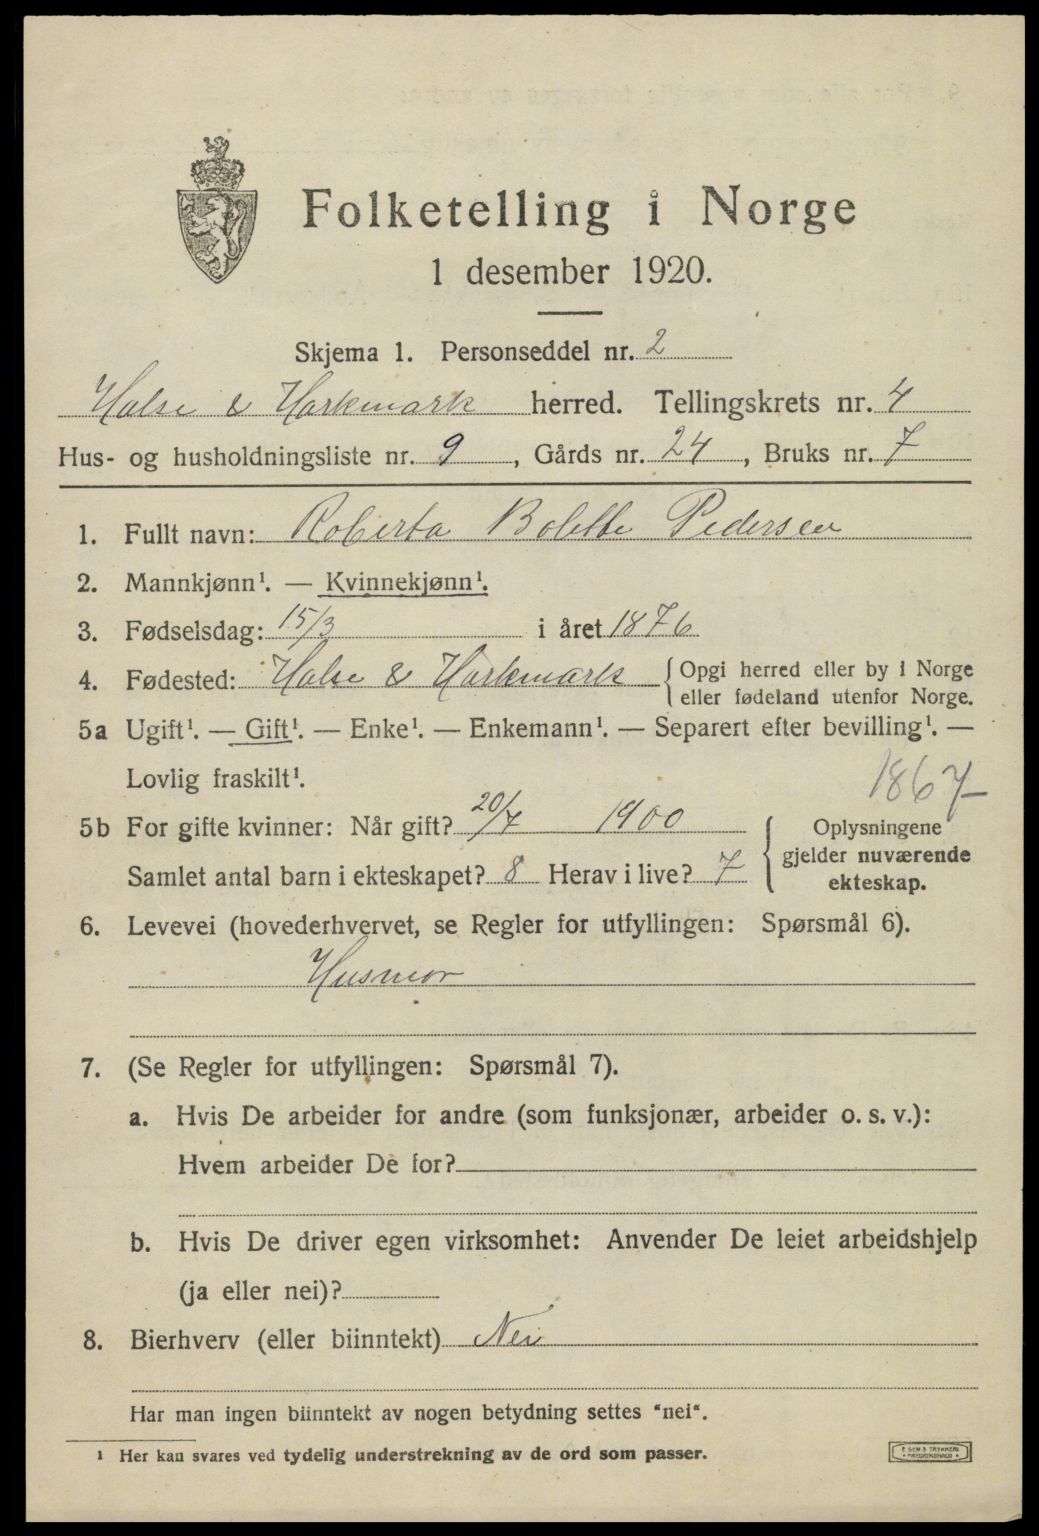 Folketelling i Norge
1 desember 1920.
Skjema 1. Personseddel nr. 2
Halse & Harkmark herred. Tellingskrets nr. 4
Hus- og husholdningsliste nr. 9, Gårds nr. 24, Bruks nr. 7
1. Fullt navn: Roberta Bolette Pedersen
2. Mannkjønn¹. — Kvinnekjønn¹.
3. Fødselsdag: 15/3 i året 1876
4. Fødested: Halse & Harkmark { Opgi herred eller by i Norge
eller fødeland utenfor Norge.
5a Ugift¹. — Gift¹. — Enke¹. — Enkemann¹. — Separert efter bevilling¹. —
Lovlig fraskilt¹.
1867
5b For gifte kvinner: Når gift? 20/7 1900
Samlet antal barn i ekteskapet? 8 Herav i live? 7
{ Oplysningene
gjelder nuværende
ekteskap.
6. Levevei (hovederhvervet, se Regler for utfyllingen: Spørsmål 6).
Husmor
7. (Se Regler for utfyllingen: Spørsmål 7).
a. Hvis De arbeider for andre (som funksjonær, arbeider o. s. v.):
Hvem arbeider De for?
b. Hvis De driver egen virksomhet: Anvender De leiet arbeidshjelp
(ja eller nei)?
8. Bierhverv (eller biinntekt) Nei
Har man ingen biinntekt av nogen betydning settes "nei".
¹ Her kan svares ved tydelig understrekning av de ord som passer.